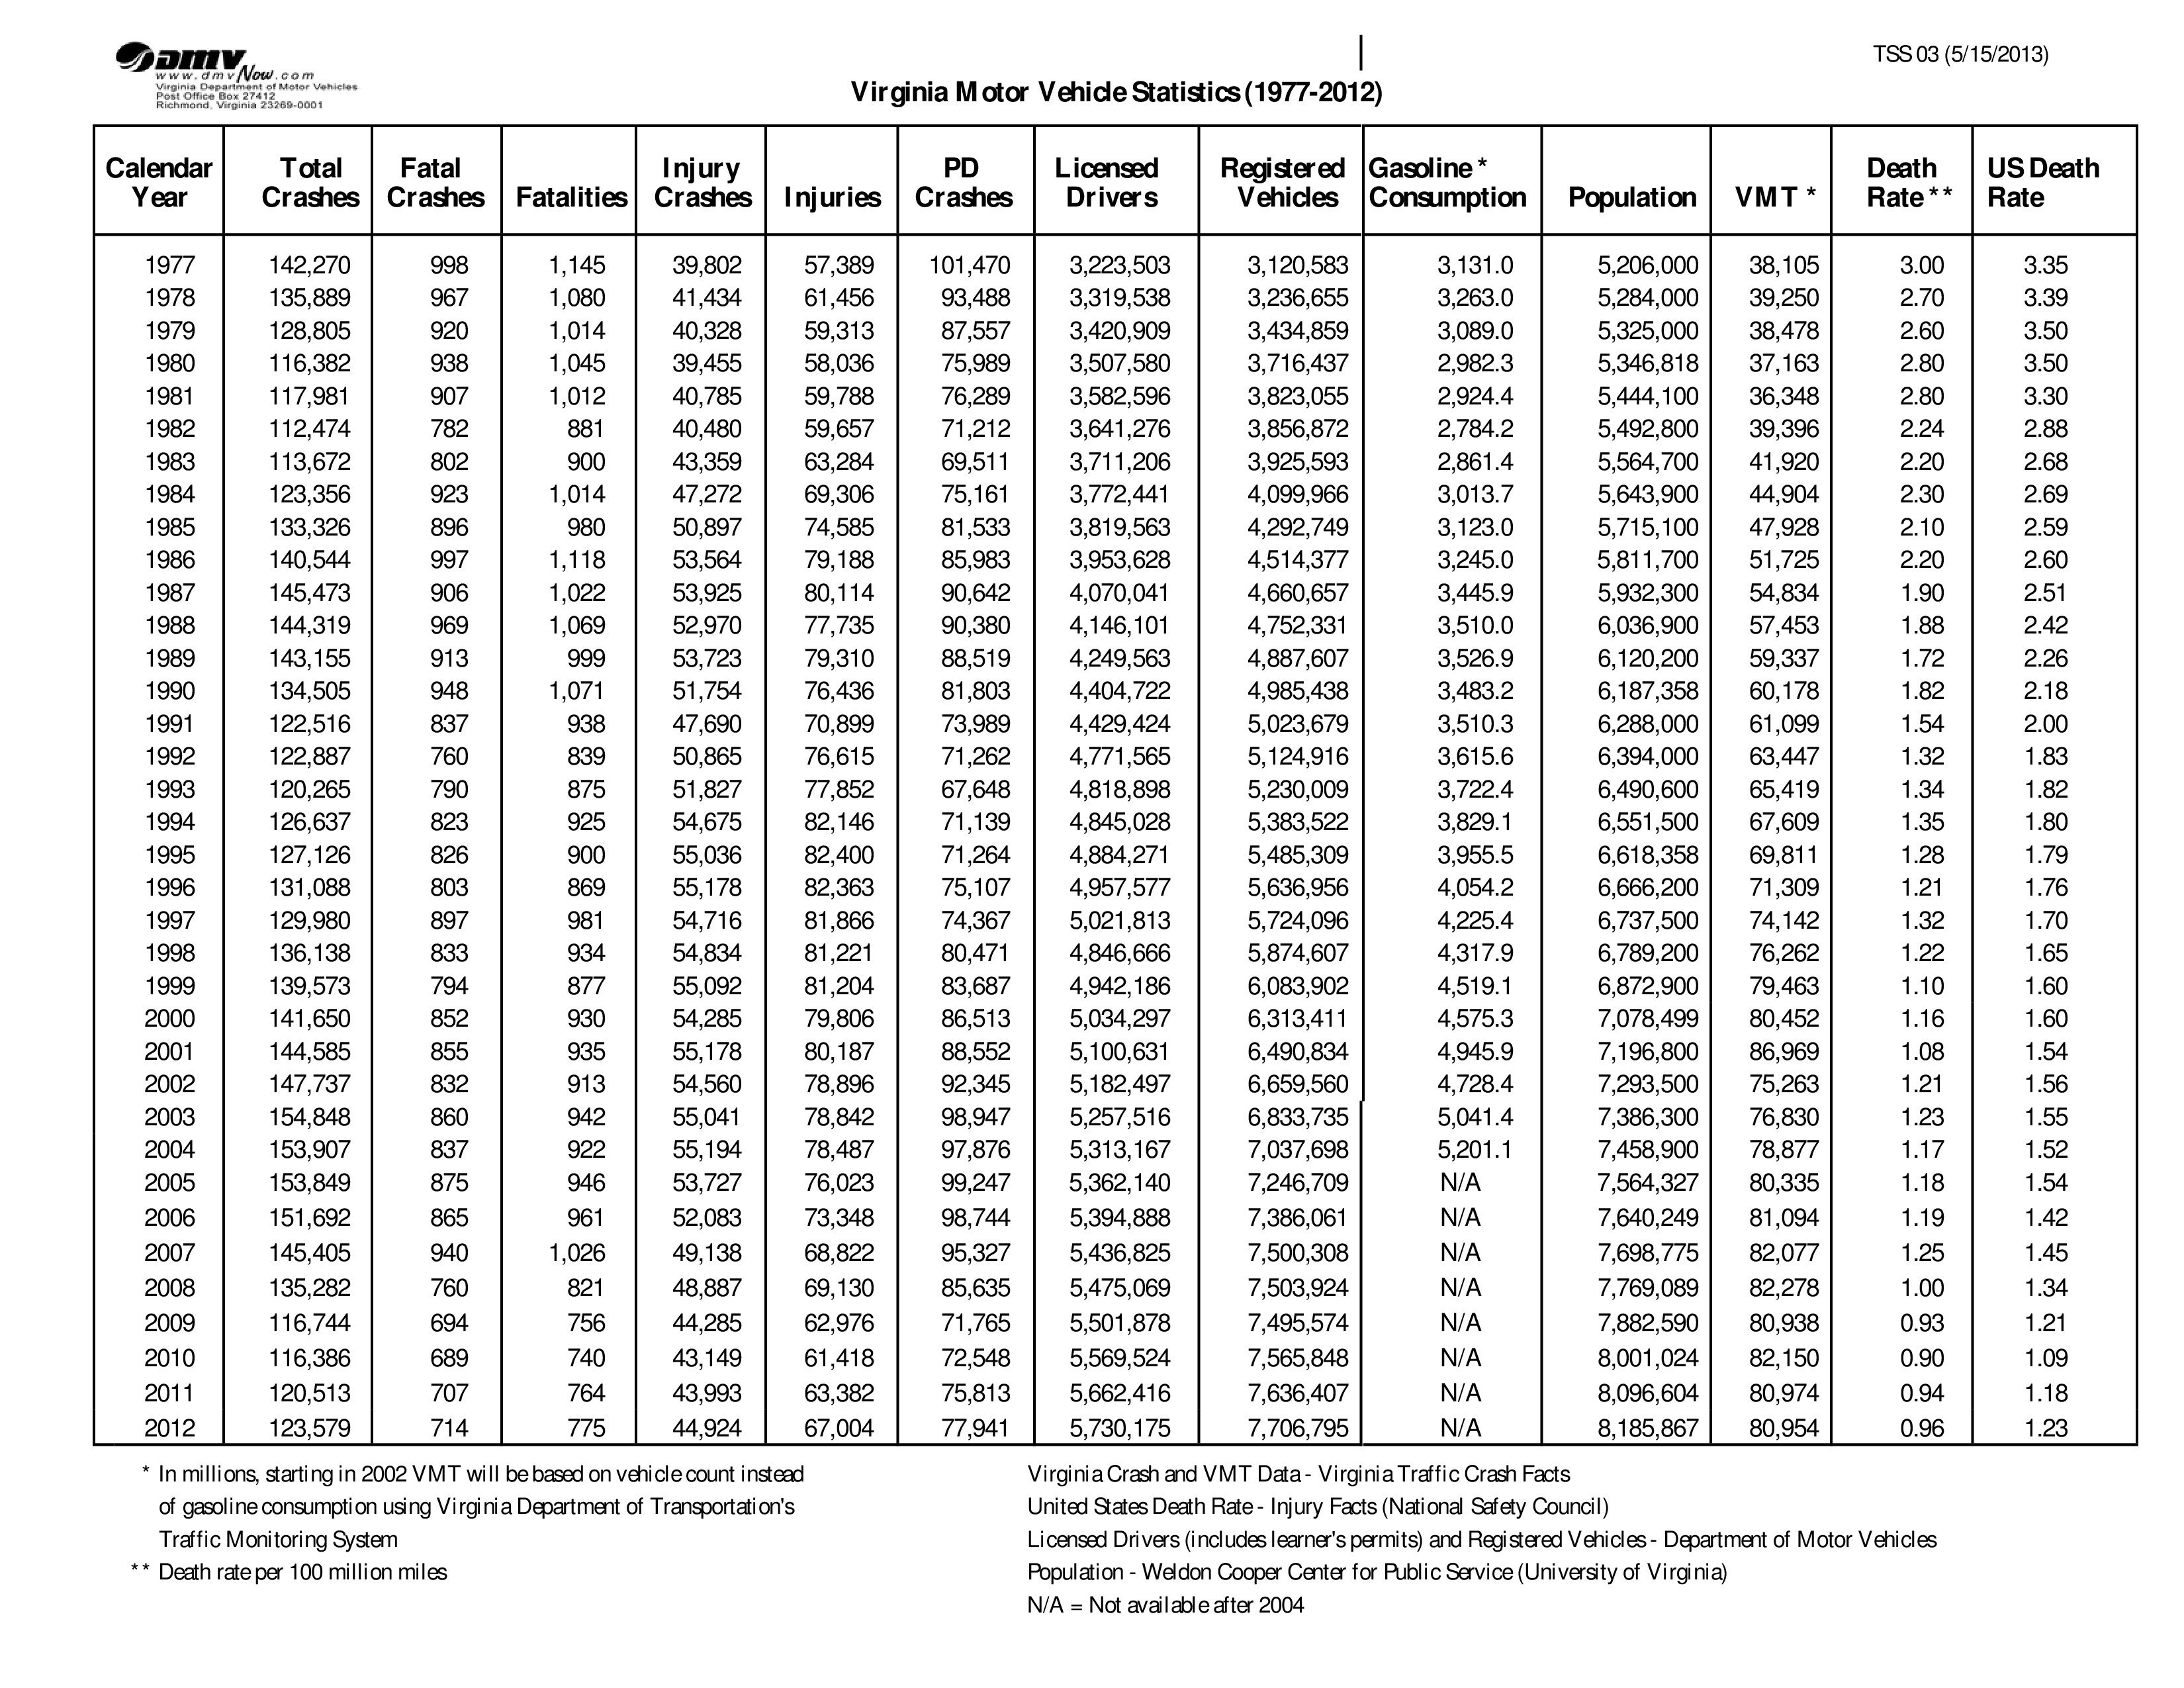 DMV
www.dmvNow.com
Virginia Department of Motor Vehicles
Post Office Box 27412
Richmond, Virginia 23269-0001
TSS 03 (5/15/2013)
Virginia Motor Vehicle Statistics (1977-2012)
Calendar Year Total Crashes Fatal Crashes Fatalities Injury Crashes Injuries PD Crashes Licensed Drivers Registered Vehicles Gasoline * Consumption Population VMT * Death Rate ** US Death Rate
1977 142,270 998 1,145 39,802 57,389 101,470 3,223,503 3,120,583 3,131.0 5,206,000 38,105 3.00 3.35
1978 135,889 967 1,080 41,434 61,456 93,488 3,319,538 3,236,655 3,263.0 5,284,000 39,250 2.70 3.39
1979 128,805 920 1,014 40,328 59,313 87,557 3,420,909 3,434,859 3,089.0 5,325,000 38,478 2.60 3.50
1980 116,382 938 1,045 39,455 58,036 75,989 3,507,580 3,716,437 2,982.3 5,346,818 37,163 2.80 3.50
1981 117,981 907 1,012 40,785 59,788 76,289 3,582,596 3,823,055 2,924.4 5,444,100 36,348 2.80 3.30
1982 112,474 782 881 40,480 59,657 71,212 3,641,276 3,856,872 2,784.2 5,492,800 39,396 2.24 2.88
1983 113,672 802 900 43,359 63,284 69,511 3,711,206 3,925,593 2,861.4 5,564,700 41,920 2.20 2.68
1984 123,356 923 1,014 47,272 69,306 75,161 3,772,441 4,099,966 3,013.7 5,643,900 44,904 2.30 2.69
1985 133,326 896 980 50,897 74,585 81,533 3,819,563 4,292,749 3,123.0 5,715,100 47,928 2.10 2.59
1986 140,544 997 1,118 53,564 79,188 85,983 3,953,628 4,514,377 3,245.0 5,811,700 51,725 2.20 2.60
1987 145,473 906 1,022 53,925 80,114 90,642 4,070,041 4,660,657 3,445.9 5,932,300 54,834 1.90 2.51
1988 144,319 969 1,069 52,970 77,735 90,380 4,146,101 4,752,331 3,510.0 6,036,900 57,453 1.88 2.42
1989 143,155 913 999 53,723 79,310 88,519 4,249,563 4,887,607 3,526.9 6,120,200 59,337 1.72 2.26
1990 134,505 948 1,071 51,754 76,436 81,803 4,404,722 4,985,438 3,483.2 6,187,358 60,178 1.82 2.18
1991 122,516 837 938 47,690 70,899 73,989 4,429,424 5,023,679 3,510.3 6,288,000 61,099 1.54 2.00
1992 122,887 760 839 50,865 76,615 71,262 4,771,565 5,124,916 3,615.6 6,394,000 63,447 1.32 1.83
1993 120,265 790 875 51,827 77,852 67,648 4,818,898 5,230,009 3,722.4 6,490,600 65,419 1.34 1.82
1994 126,637 823 925 54,675 82,146 71,139 4,845,028 5,383,522 3,829.1 6,551,500 67,609 1.35 1.80
1995 127,126 826 900 55,036 82,400 71,264 4,884,271 5,485,309 3,955.5 6,618,358 69,811 1.28 1.79
1996 131,088 803 869 55,178 82,363 75,107 4,957,577 5,636,956 4,054.2 6,666,200 71,309 1.21 1.76
1997 129,980 897 981 54,716 81,866 74,367 5,021,813 5,724,096 4,225.4 6,737,500 74,142 1.32 1.70
1998 136,138 833 934 54,834 81,221 80,471 4,846,666 5,874,607 4,317.9 6,789,200 76,262 1.22 1.65
1999 139,573 794 877 55,092 81,204 83,687 4,942,186 6,083,902 4,519.1 6,872,900 79,463 1.10 1.60
2000 141,650 852 930 54,285 79,806 86,513 5,034,297 6,313,411 4,575.3 7,078,499 80,452 1.16 1.60
2001 144,585 855 935 55,178 80,187 88,552 5,100,631 6,490,834 4,945.9 7,196,800 86,969 1.08 1.54
2002 147,737 832 913 54,560 78,896 92,345 5,182,497 6,659,560 4,728.4 7,293,500 75,263 1.21 1.56
2003 154,848 860 942 55,041 78,842 98,947 5,257,516 6,833,735 5,041.4 7,386,300 76,830 1.23 1.55
2004 153,907 837 922 55,194 78,487 97,876 5,313,167 7,037,698 5,201.1 7,458,900 78,877 1.17 1.52
2005 153,849 875 946 53,727 76,023 99,247 5,362,140 7,246,709 N/A 7,564,327 80,335 1.18 1.54
2006 151,692 865 961 52,083 73,348 98,744 5,394,888 7,386,061 N/A 7,640,249 81,094 1.19 1.42
2007 145,405 940 1,026 49,138 68,822 95,327 5,436,825 7,500,308 N/A 7,698,775 82,077 1.25 1.45
2008 135,282 760 821 48,887 69,130 85,635 5,475,069 7,503,924 N/A 7,769,089 82,278 1.00 1.34
2009 116,744 694 756 44,285 62,976 71,765 5,501,878 7,495,574 N/A 7,882,590 80,938 0.93 1.21
2010 116,386 689 740 43,149 61,418 72,548 5,569,524 7,565,848 N/A 8,001,024 82,150 0.90 1.09
2011 120,513 707 764 43,993 63,382 75,813 5,662,416 7,636,407 N/A 8,096,604 80,974 0.94 1.18
2012 123,579 714 775 44,924 67,004 77,941 5,730,175 7,706,795 N/A 8,185,867 80,954 0.96 1.23
* In millions, starting in 2002 VMT will be based on vehicle count instead
of gasoline consumption using Virginia Department of Transportation's
Traffic Monitoring System
** Death rate per 100 million miles
Virginia Crash and VMT Data - Virginia Traffic Crash Facts
United States Death Rate - Injury Facts (National Safety Council)
Licensed Drivers (includes learner's permits) and Registered Vehicles - Department of Motor Vehicles
Population - Weldon Cooper Center for Public Service (University of Virginia)
N/A = Not available after 2004